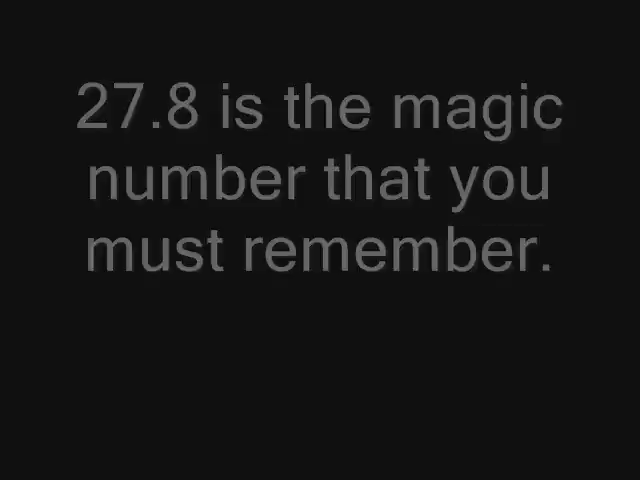 27.8 is the magic
number that you
must remember.